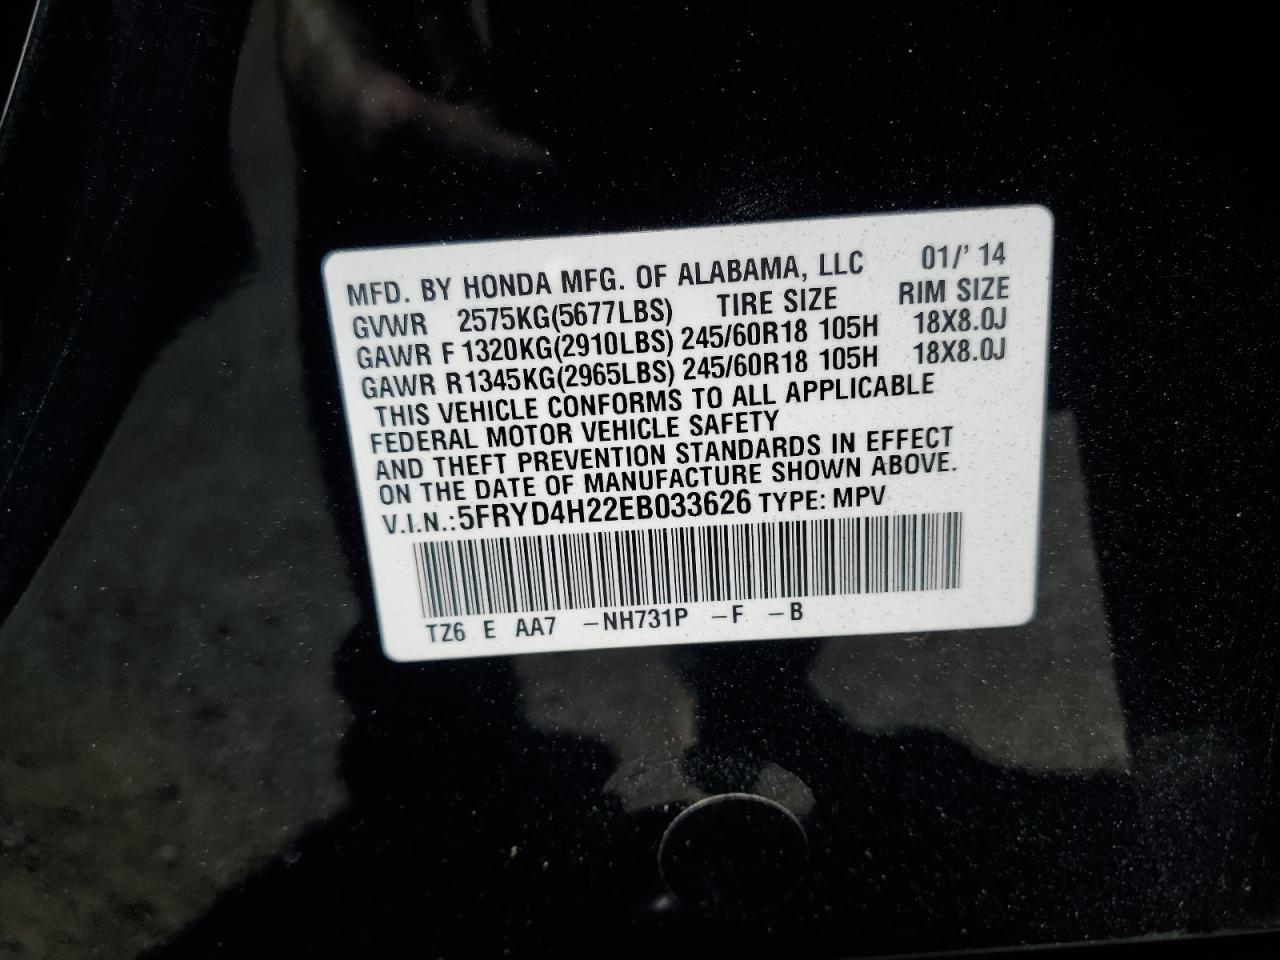 MFD. BY HONDA MFG. OF ALABAMA, LLC 01/' 14
GVWR 2575KG(5677LBS) TIRE SIZE RIM SIZE
GAWR F 1320KG(2910LBS) 245/60R18 105H 18X8.0J
GAWR R 1345KG(2965LBS) 245/60R18 105H 18X8.0J
THIS VEHICLE CONFORMS TO ALL APPLICABLE
FEDERAL MOTOR VEHICLE SAFETY
AND THEFT PREVENTION STANDARDS IN EFFECT
ON THE DATE OF MANUFACTURE SHOWN ABOVE.
V.I.N.:5FRYD4H22EB033626 TYPE: MPV
TZ6 E AA7 –NH731P –F –B